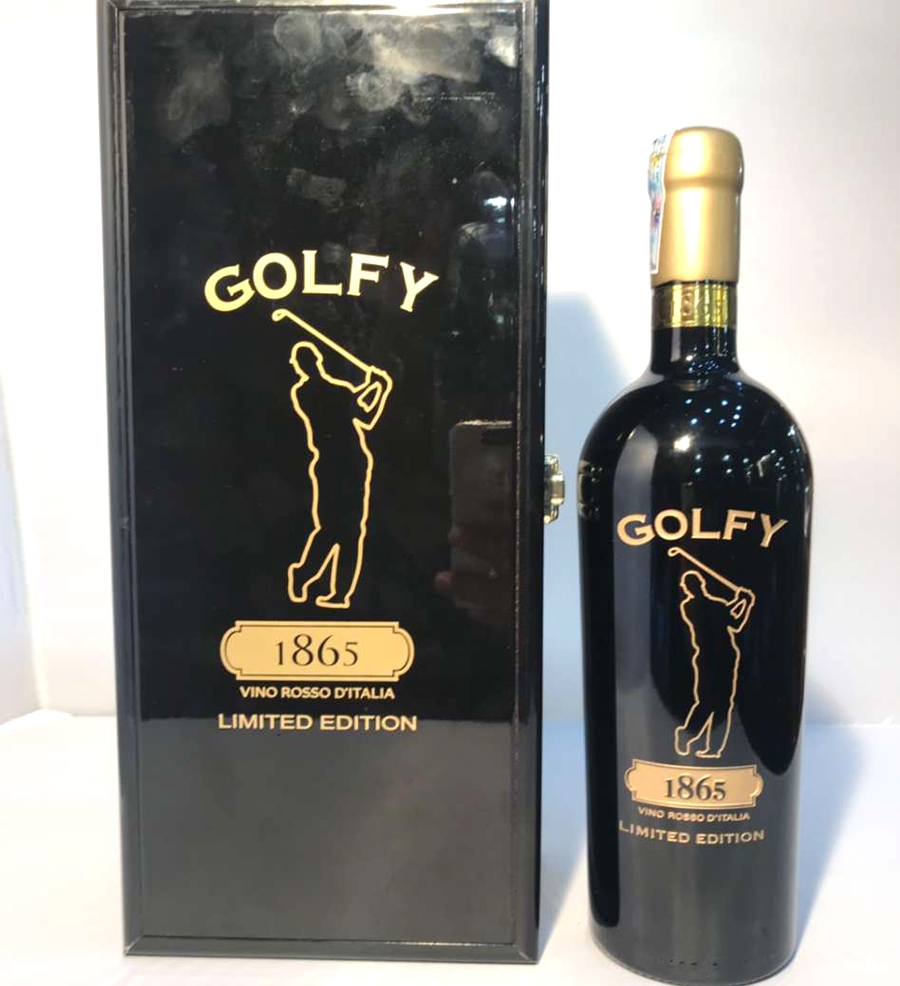 GOLFY
1865
VINO ROSSO D'ITALIA
LIMITED EDITION
GOLFY
1865
VINO ROSSO D'ITALIA
LIMITED EDITION